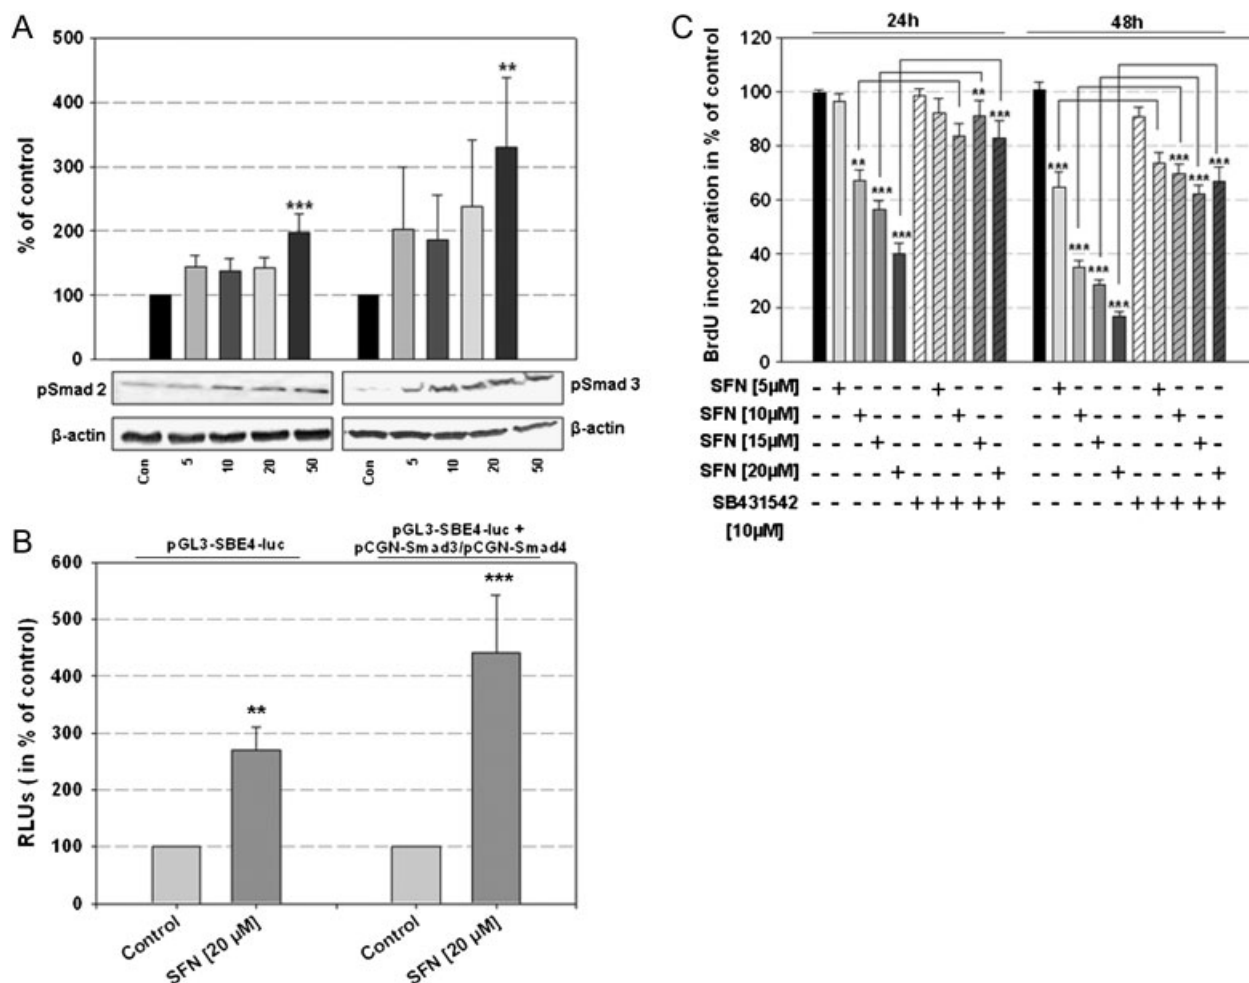 A
500
400
300
200
100
0
% of control
***
**
pSmad 2
pSmad 3
β-actin
β-actin
Con 5 10 20 50 Con 5 10 20 50
B
pGL3-SBE4-luc
pGL3-SBE4-luc +
pCGN-Smad3/pCGN-Smad4
600
500
400
300
200
100
0
RLUs ( in % of control)
**
***
Control
SFN [20 µM]
Control
SFN [20 µM]
C
24h
48h
120
100
80
60
40
20
0
BrdU incorporation in % of control
** *** *** ** *** *** *** *** *** *** *** ***
SFN [5µM] - + - - - - + - - - - + - - - - + - - -
SFN [10µM] - - + - - - - + - - - - + - - - - + - -
SFN [15µM] - - - + - - - - + - - - - + - - - - + -
SFN [20µM] - - - - + - - - - + - - - - + - - - - +
SB431542 - - - - - + + + + + - - - - - + + + + +
[10µM]